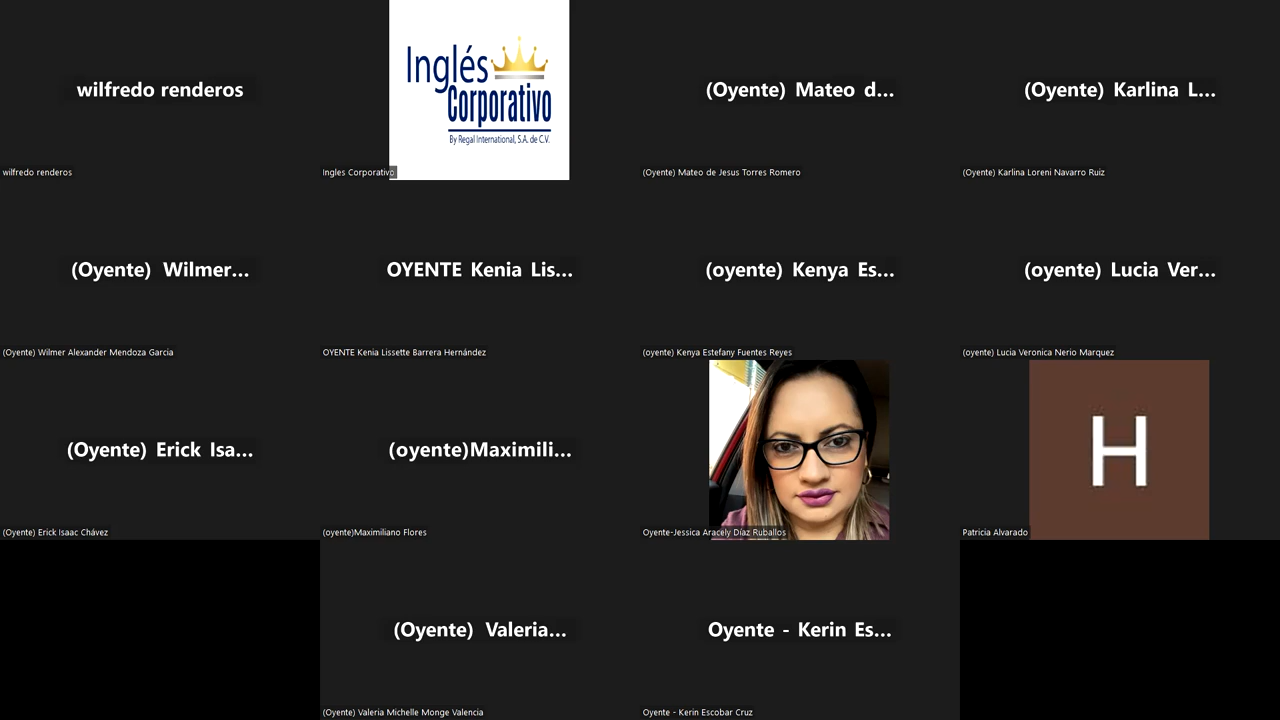 wilfredo renderos
wilfredo renderos
Inglés
Corporativo
By Regal International, S.A. de C.V.
Ingles Corporativo
(Oyente) Mateo d...
(Oyente) Mateo de Jesus Torres Romero
(Oyente) Karlina L...
(Oyente) Karlina Loreni Navarro Ruiz
(Oyente) Wilmer...
(Oyente) Wilmer Alexander Mendoza Garcia
OYENTE Kenia Lis...
OYENTE Kenia Lissette Barrera Hernández
(oyente) Kenya Es...
(oyente) Kenya Estefany Fuentes Reyes
(oyente) Lucia Ver...
(oyente) Lucia Veronica Nerio Marquez
(Oyente) Erick Isa...
(Oyente) Erick Isaac Chávez
(oyente)Maximili...
(oyente)Maximiliano Flores
Oyente-Jessica Aracely Díaz Ruballos
H
Patricia Alvarado
(Oyente) Valeria...
(Oyente) Valeria Michelle Monge Valencia
Oyente - Kerin Es...
Oyente - Kerin Escobar Cruz